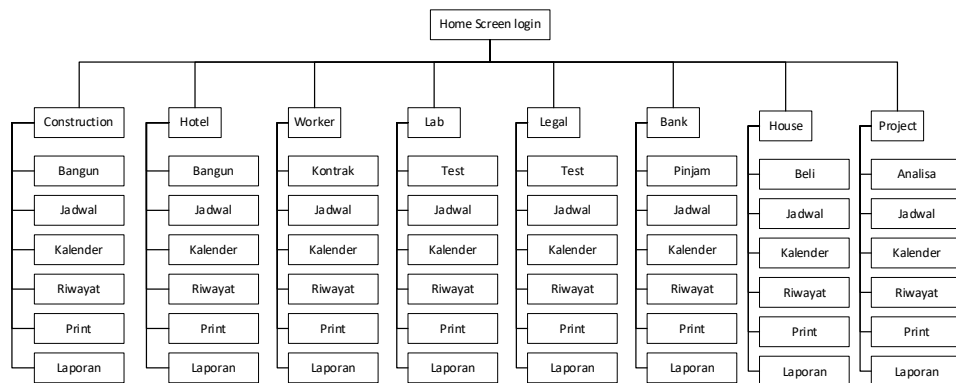 Home Screen login
Construction
Bangun
Jadwal
Kalender
Riwayat
Print
Laporan
Hotel
Bangun
Jadwal
Kalender
Riwayat
Print
Laporan
Worker
Kontrak
Jadwal
Kalender
Riwayat
Print
Laporan
Lab
Test
Jadwal
Kalender
Riwayat
Print
Laporan
Legal
Test
Jadwal
Kalender
Riwayat
Print
Laporan
Bank
Pinjam
Jadwal
Kalender
Riwayat
Print
Laporan
House
Beli
Jadwal
Kalender
Riwayat
Print
Laporan
Project
Analisa
Jadwal
Kalender
Riwayat
Print
Laporan